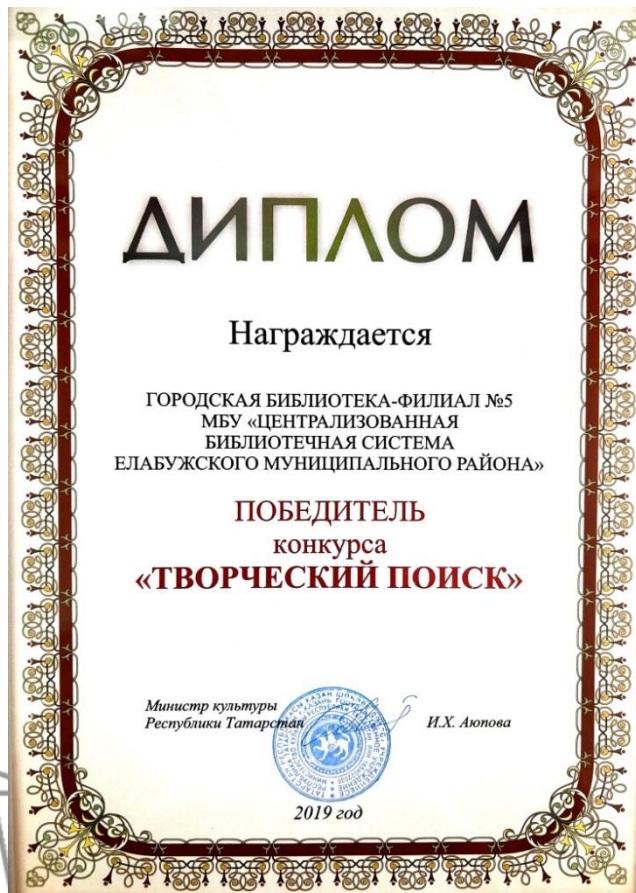 ДИПЛОМ
Награждается
ГОРОДСКАЯ БИБЛИОТЕКА-ФИЛИАЛ №5
МБУ «ЦЕНТРАЛИЗОВАННАЯ
БИБЛИОТЕЧНАЯ СИСТЕМА
ЕЛАБУЖСКОГО МУНИЦИПАЛЬНОГО РАЙОНА»
ПОБЕДИТЕЛЬ
конкурса
«ТВОРЧЕСКИЙ ПОИСК»
Министр культуры
Республики Татарстан И.Х. Аюпова
2019 год